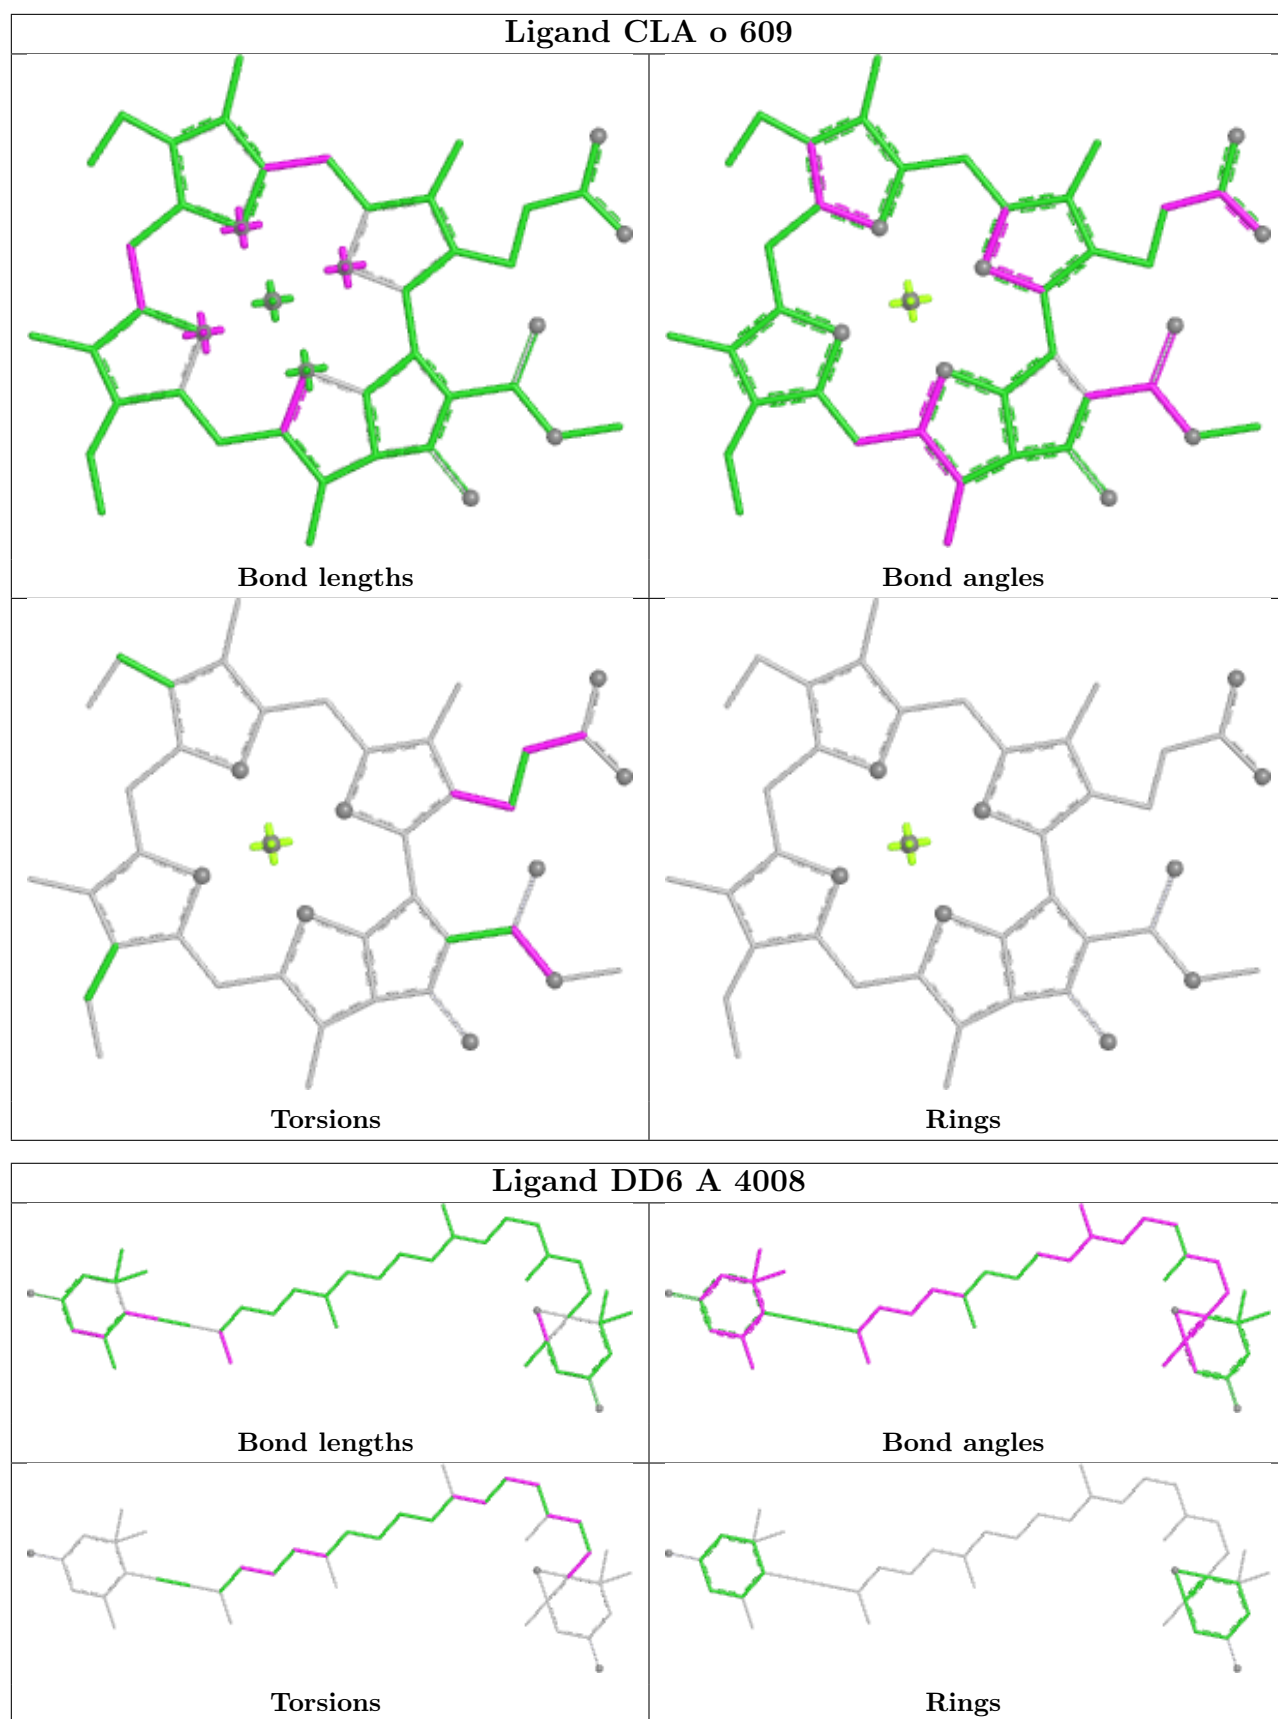 Ligand CLA o 609
Bond lengths
Bond angles
Torsions
Rings
Ligand DD6 A 4008
Bond lengths
Bond angles
Torsions
Rings